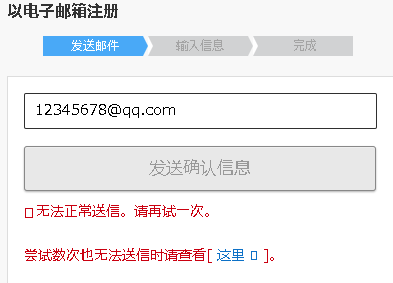 以电子邮箱注册
发送邮件 输入信息 完成
12345678@qq.com
发送确认信息
无法正常送信。请再试一次。
尝试数次也无法送信时请查看[ 这里 ]。